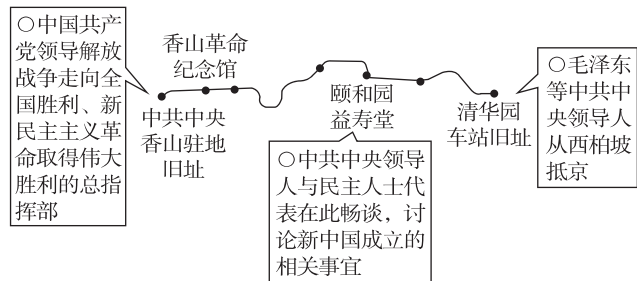 ○中国共产
党领导解放
战争走向全
国胜利、新
民主主义革
命取得伟大
胜利的总指
挥部
香山革命
纪念馆
中共中央
香山驻地
旧址
颐和园
益寿堂
○中共中央领导
人与民主人士代
表在此畅谈，讨
论新中国成立的
相关事宜
清华园
车站旧址
○毛泽东
等中共中
央领导人
从西柏坡
抵京